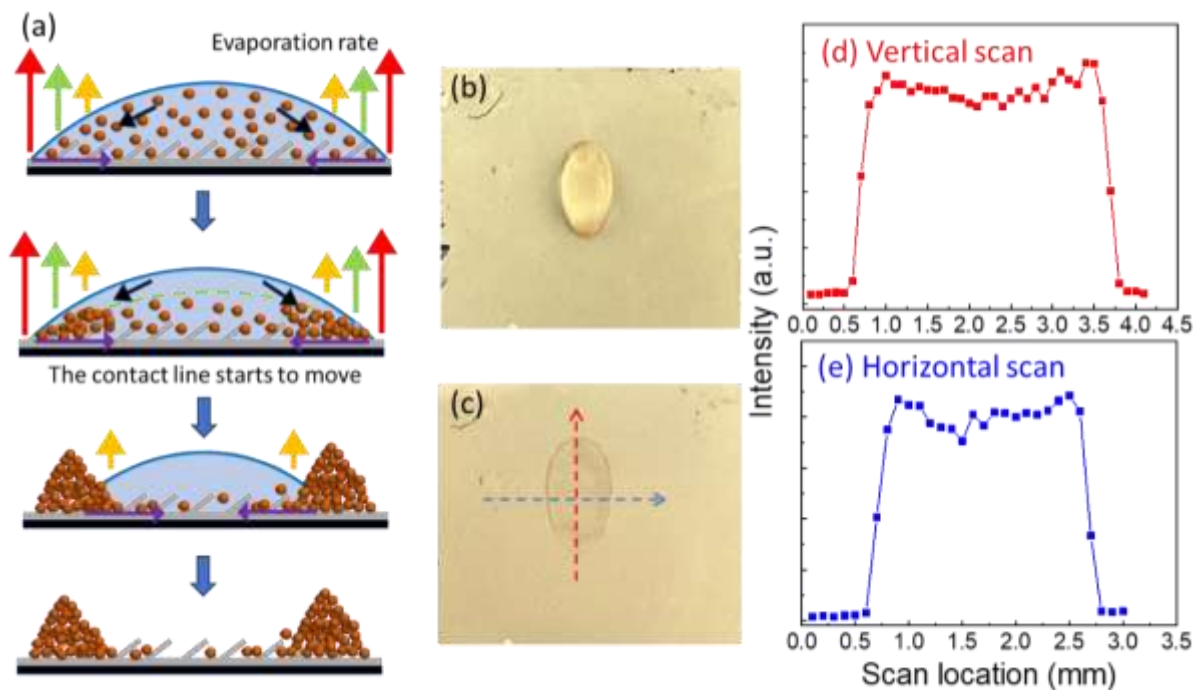 (a)
Evaporation rate
The contact line starts to move
(b)
(c)
Intensity (a.u.)
(d) Vertical scan
0.0 0.5 1.0 1.5 2.0 2.5 3.0 3.5 4.0 4.5
(e) Horizontal scan
0.0 0.5 1.0 1.5 2.0 2.5 3.0 3.5
Scan location (mm)